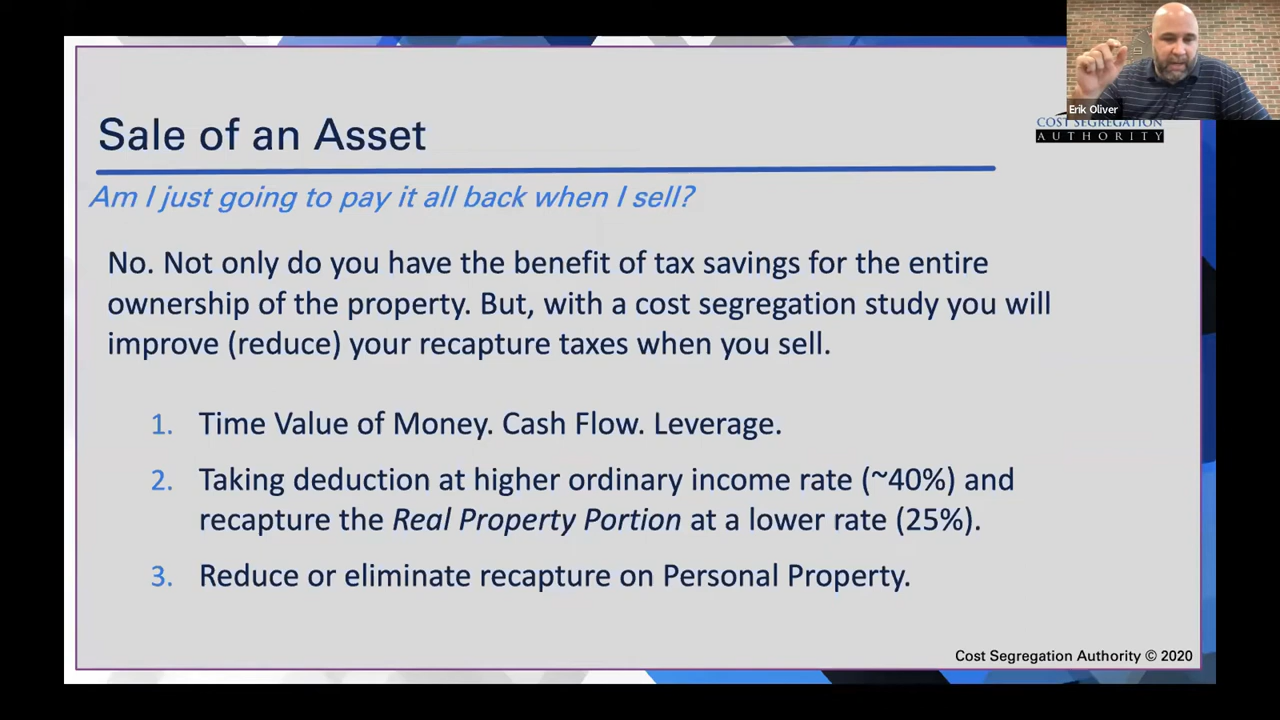 Erik Oliver
COST SEGREGATION
AUTHORITY
Sale of an Asset
Am I just going to pay it all back when I sell?
No. Not only do you have the benefit of tax savings for the entire
ownership of the property. But, with a cost segregation study you will
improve (reduce) your recapture taxes when you sell.
1. Time Value of Money. Cash Flow. Leverage.
2. Taking deduction at higher ordinary income rate (~40%) and
recapture the Real Property Portion at a lower rate (25%).
3. Reduce or eliminate recapture on Personal Property.
Cost Segregation Authority © 2020